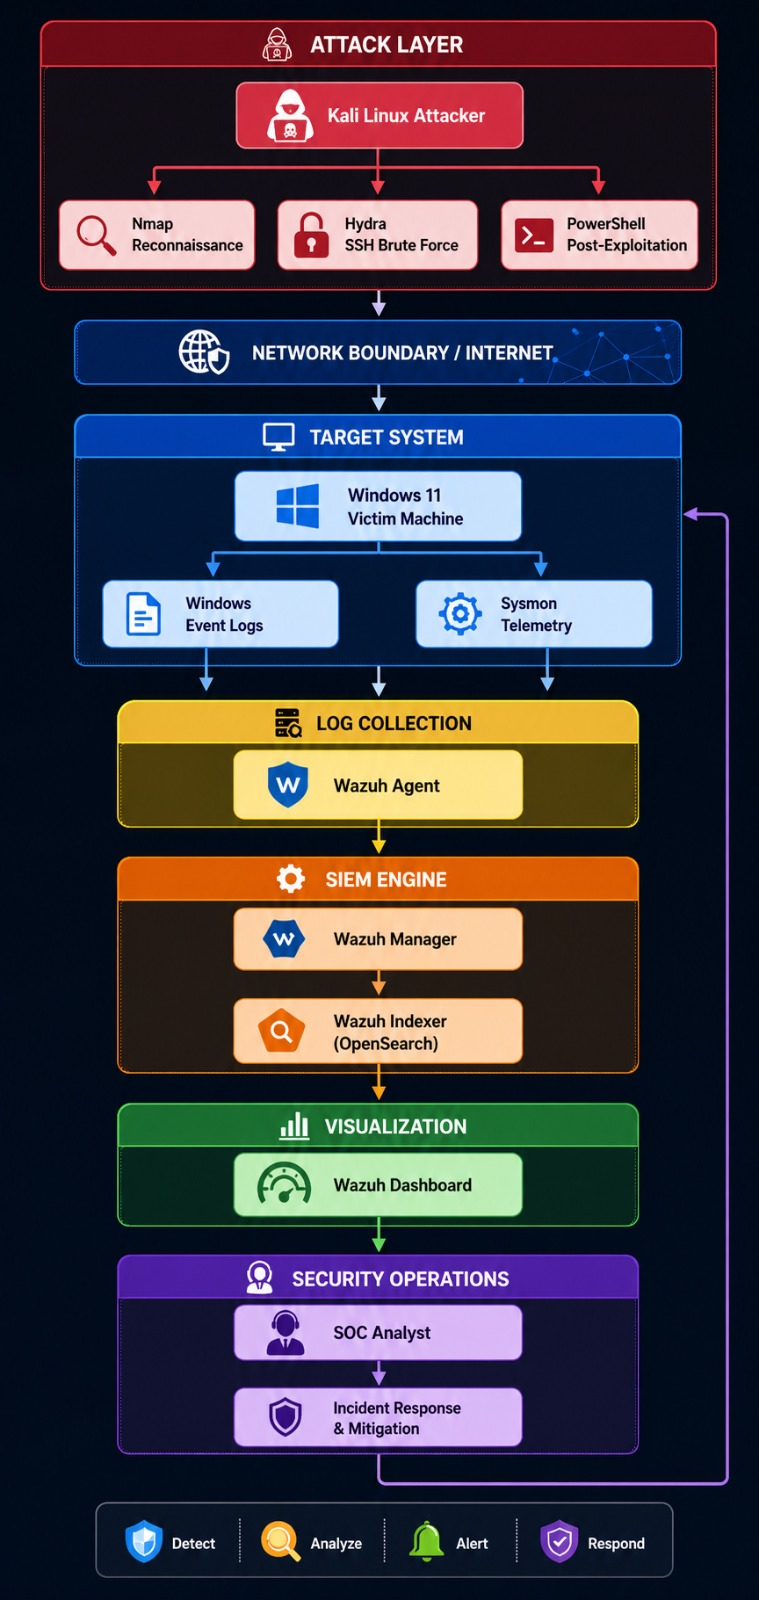 ATTACK LAYER
Kali Linux Attacker
Nmap
Reconnaissance
Hydra
SSH Brute Force
PowerShell
Post-Exploitation
NETWORK BOUNDARY / INTERNET
TARGET SYSTEM
Windows 11
Victim Machine
Windows
Event Logs
Sysmon
Telemetry
LOG COLLECTION
W
Wazuh Agent
SIEM ENGINE
W
Wazuh Manager
Wazuh Indexer
(OpenSearch)
VISUALIZATION
Wazuh Dashboard
SECURITY OPERATIONS
SOC Analyst
Incident Response
& Mitigation
Detect
Analyze
Alert
Respond